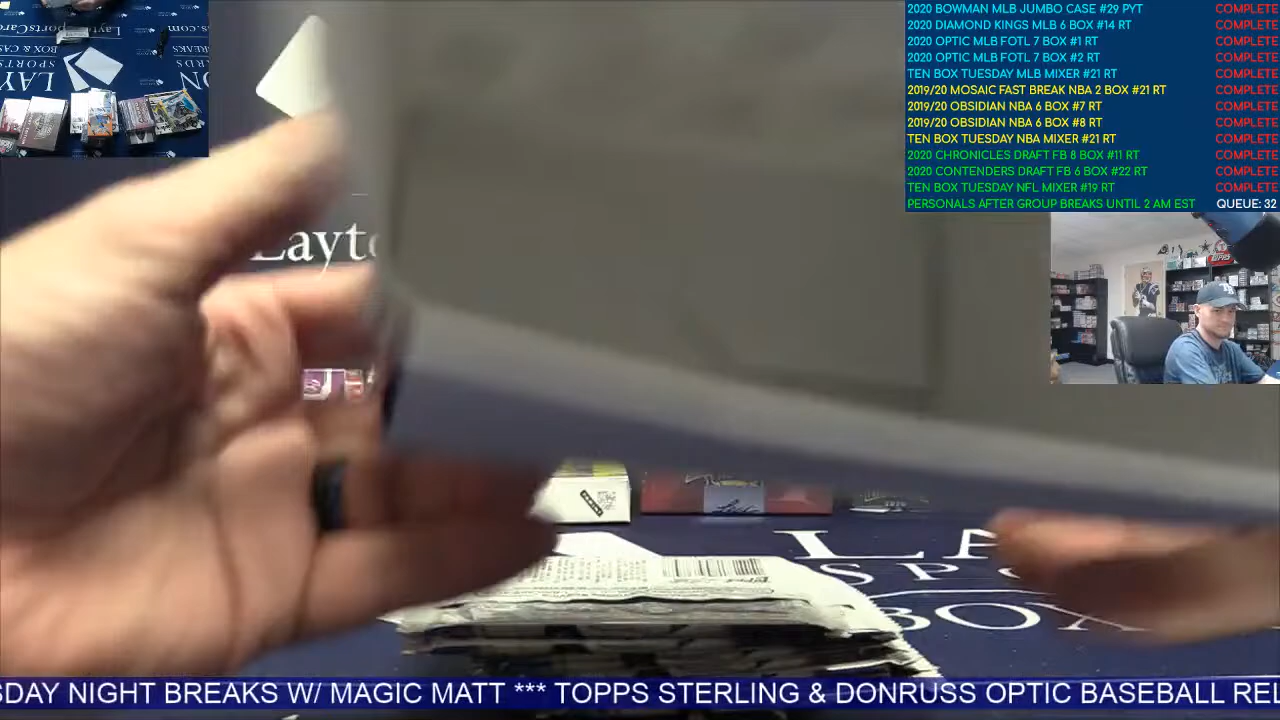 2020 BOWMAN MLB JUMBO CASE #29 PYT COMPLETE
2020 DIAMOND KINGS MLB 6 BOX #14 RT COMPLETE
2020 OPTIC MLB FOTL 7 BOX #1 RT COMPLETE
2020 OPTIC MLB FOTL 7 BOX #2 RT COMPLETE
TEN BOX TUESDAY MLB MIXER #21 RT COMPLETE
2019/20 MOSAIC FAST BREAK NBA 2 BOX #21 RT COMPLETE
2019/20 OBSIDIAN NBA 6 BOX #7 RT COMPLETE
2019/20 OBSIDIAN NBA 6 BOX #8 RT COMPLETE
TEN BOX TUESDAY NBA MIXER #21 RT COMPLETE
2020 CHRONICLES DRAFT FB 8 BOX #11 RT COMPLETE
2020 CONTENDERS DRAFT FB 6 BOX #22 RT COMPLETE
TEN BOX TUESDAY NFL MIXER #19 RT COMPLETE
PERSONALS AFTER GROUP BREAKS UNTIL 2 AM EST QUEUE: 32
Layto
LA
SPO
BOX
SDAY NIGHT BREAKS W/ MAGIC MATT *** TOPPS STERLING & DONRUSS OPTIC BASEBALL REL